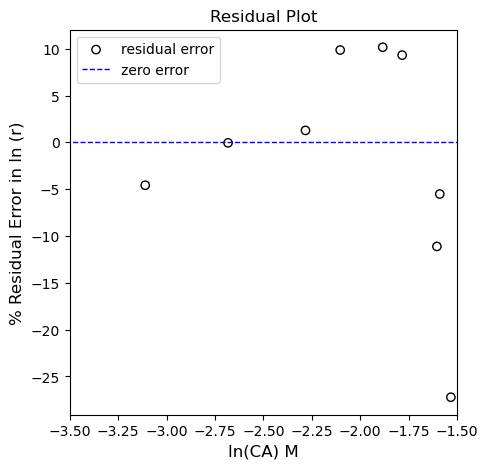 Residual Plot
residual error
zero error
% Residual Error in ln (r)
10
5
0
−5
−10
−15
−20
−25
−3.50 −3.25 −3.00 −2.75 −2.50 −2.25 −2.00 −1.75 −1.50
ln(CA) M